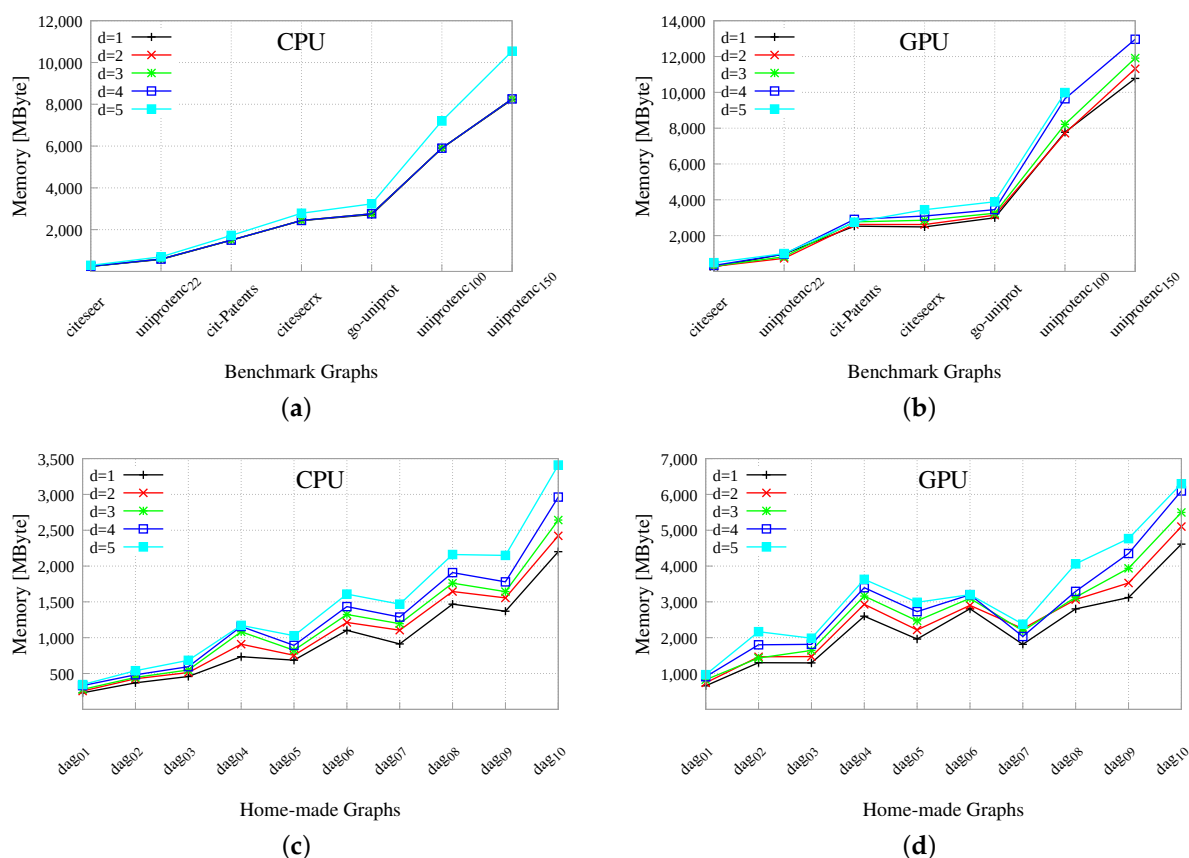 12,000
10,000
8,000
6,000
4,000
2,000
Memory [MByte]
CPU
d=1
d=2
d=3
d=4
d=5
citeseer
uniprotenc22
cit-Patents
citeseerx
go-uniprot
uniprotenc100
uniprotenc150
Benchmark Graphs
(a)
14,000
12,000
10,000
8,000
6,000
4,000
2,000
Memory [MByte]
GPU
d=1
d=2
d=3
d=4
d=5
citeseer
uniprotenc22
cit-Patents
citeseerx
go-uniprot
uniprotenc100
uniprotenc150
Benchmark Graphs
(b)
3,500
3,000
2,500
2,000
1,500
1,000
500
Memory [MByte]
CPU
d=1
d=2
d=3
d=4
d=5
dag01
dag02
dag03
dag04
dag05
dag06
dag07
dag08
dag09
dag10
Home-made Graphs
(c)
7,000
6,000
5,000
4,000
3,000
2,000
1,000
Memory [MByte]
GPU
d=1
d=2
d=3
d=4
d=5
dag01
dag02
dag03
dag04
dag05
dag06
dag07
dag08
dag09
dag10
Home-made Graphs
(d)